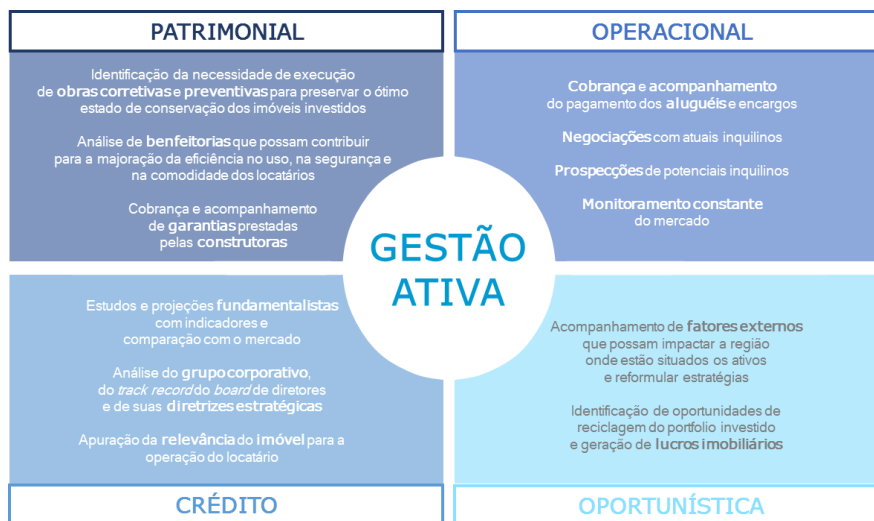 PATRIMONIAL
Identificação da necessidade de execução
de obras corretivas e preventivas para preservar o ótimo
estado de conservação dos imóveis investidos
Análise de benfeitorias que possam contribuir
para a majoração da eficiência no uso, na segurança e
na comodidade dos locatários
Cobrança e acompanhamento
de garantias prestadas
pelas construtoras
OPERACIONAL
Cobrança e acompanhamento
do pagamento dos aluguéis e encargos
Negociações com atuais inquilinos
Prospecções de potenciais inquilinos
Monitoramento constante
do mercado
GESTÃO
ATIVA
Estudos e projeções fundamentalistas
com indicadores e
comparação com o mercado
Análise do grupo corporativo,
do track record do board de diretores
e de suas diretrizes estratégicas
Apuração da relevância do imóvel para a
operação do locatário
CRÉDITO
Acompanhamento de fatores externos
que possam impactar a região
onde estão situados os ativos
e reformular estratégias
Identificação de oportunidades de
reciclagem do portfolio investido
e geração de lucros imobiliários
OPORTUNÍSTICA